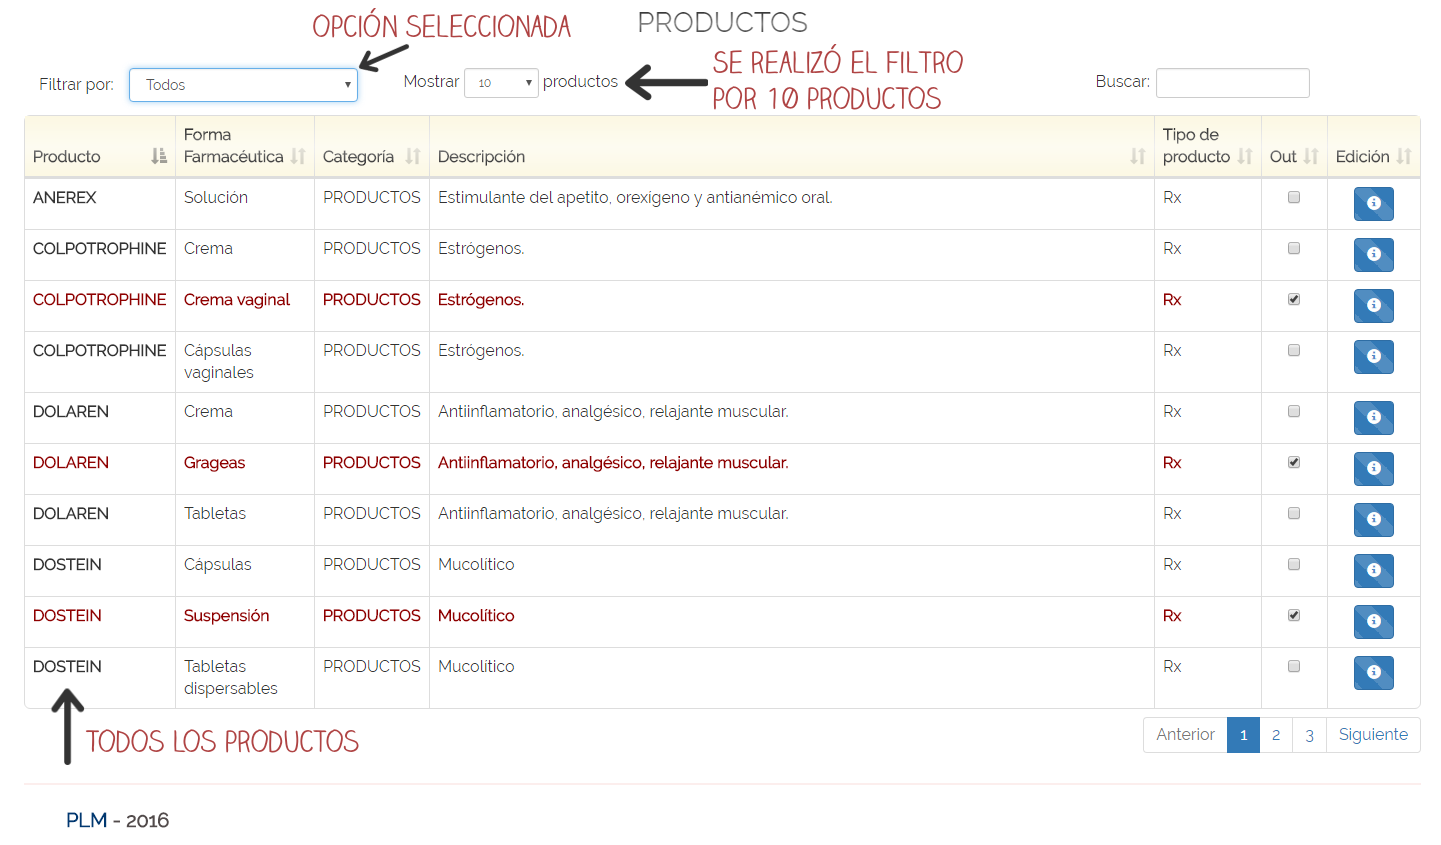 OPCIÓN SELECCIONADA
PRODUCTOS
Filtrar por: Todos
Mostrar 10 productos
SE REALIZÓ EL FILTRO
POR 10 PRODUCTOS
Buscar:
Producto Forma Farmacéutica Categoría Descripción Tipo de producto Out Edición
ANEREX Solución PRODUCTOS Estimulante del apetito, orexígeno y antianémico oral. Rx
COLPOTROPHINE Crema PRODUCTOS Estrógenos. Rx
COLPOTROPHINE Crema vaginal PRODUCTOS Estrógenos. Rx
COLPOTROPHINE Cápsulas vaginales PRODUCTOS Estrógenos. Rx
DOLAREN Crema PRODUCTOS Antiinflamatorio, analgésico, relajante muscular. Rx
DOLAREN Grageas PRODUCTOS Antiinflamatorio, analgésico, relajante muscular. Rx
DOLAREN Tabletas PRODUCTOS Antiinflamatorio, analgésico, relajante muscular. Rx
DOSTEIN Cápsulas PRODUCTOS Mucolítico Rx
DOSTEIN Suspensión PRODUCTOS Mucolítico Rx
DOSTEIN Tabletas dispersables PRODUCTOS Mucolítico Rx
TODOS LOS PRODUCTOS
Anterior 1 2 3 Siguiente
PLM - 2016